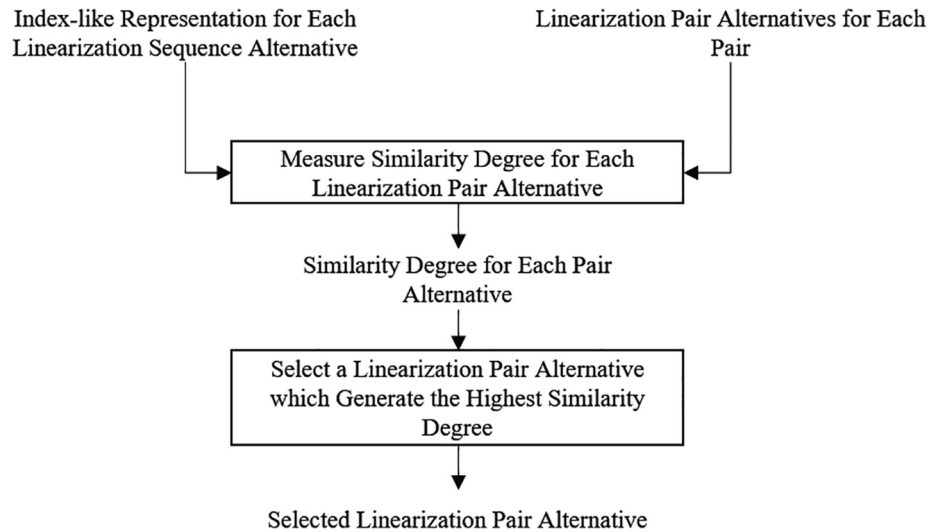 Index-like Representation for Each
Linearization Sequence Alternative
Linearization Pair Alternatives for Each
Pair
Measure Similarity Degree for Each
Linearization Pair Alternative
Similarity Degree for Each Pair
Alternative
Select a Linearization Pair Alternative
which Generate the Highest Similarity
Degree
Selected Linearization Pair Alternative